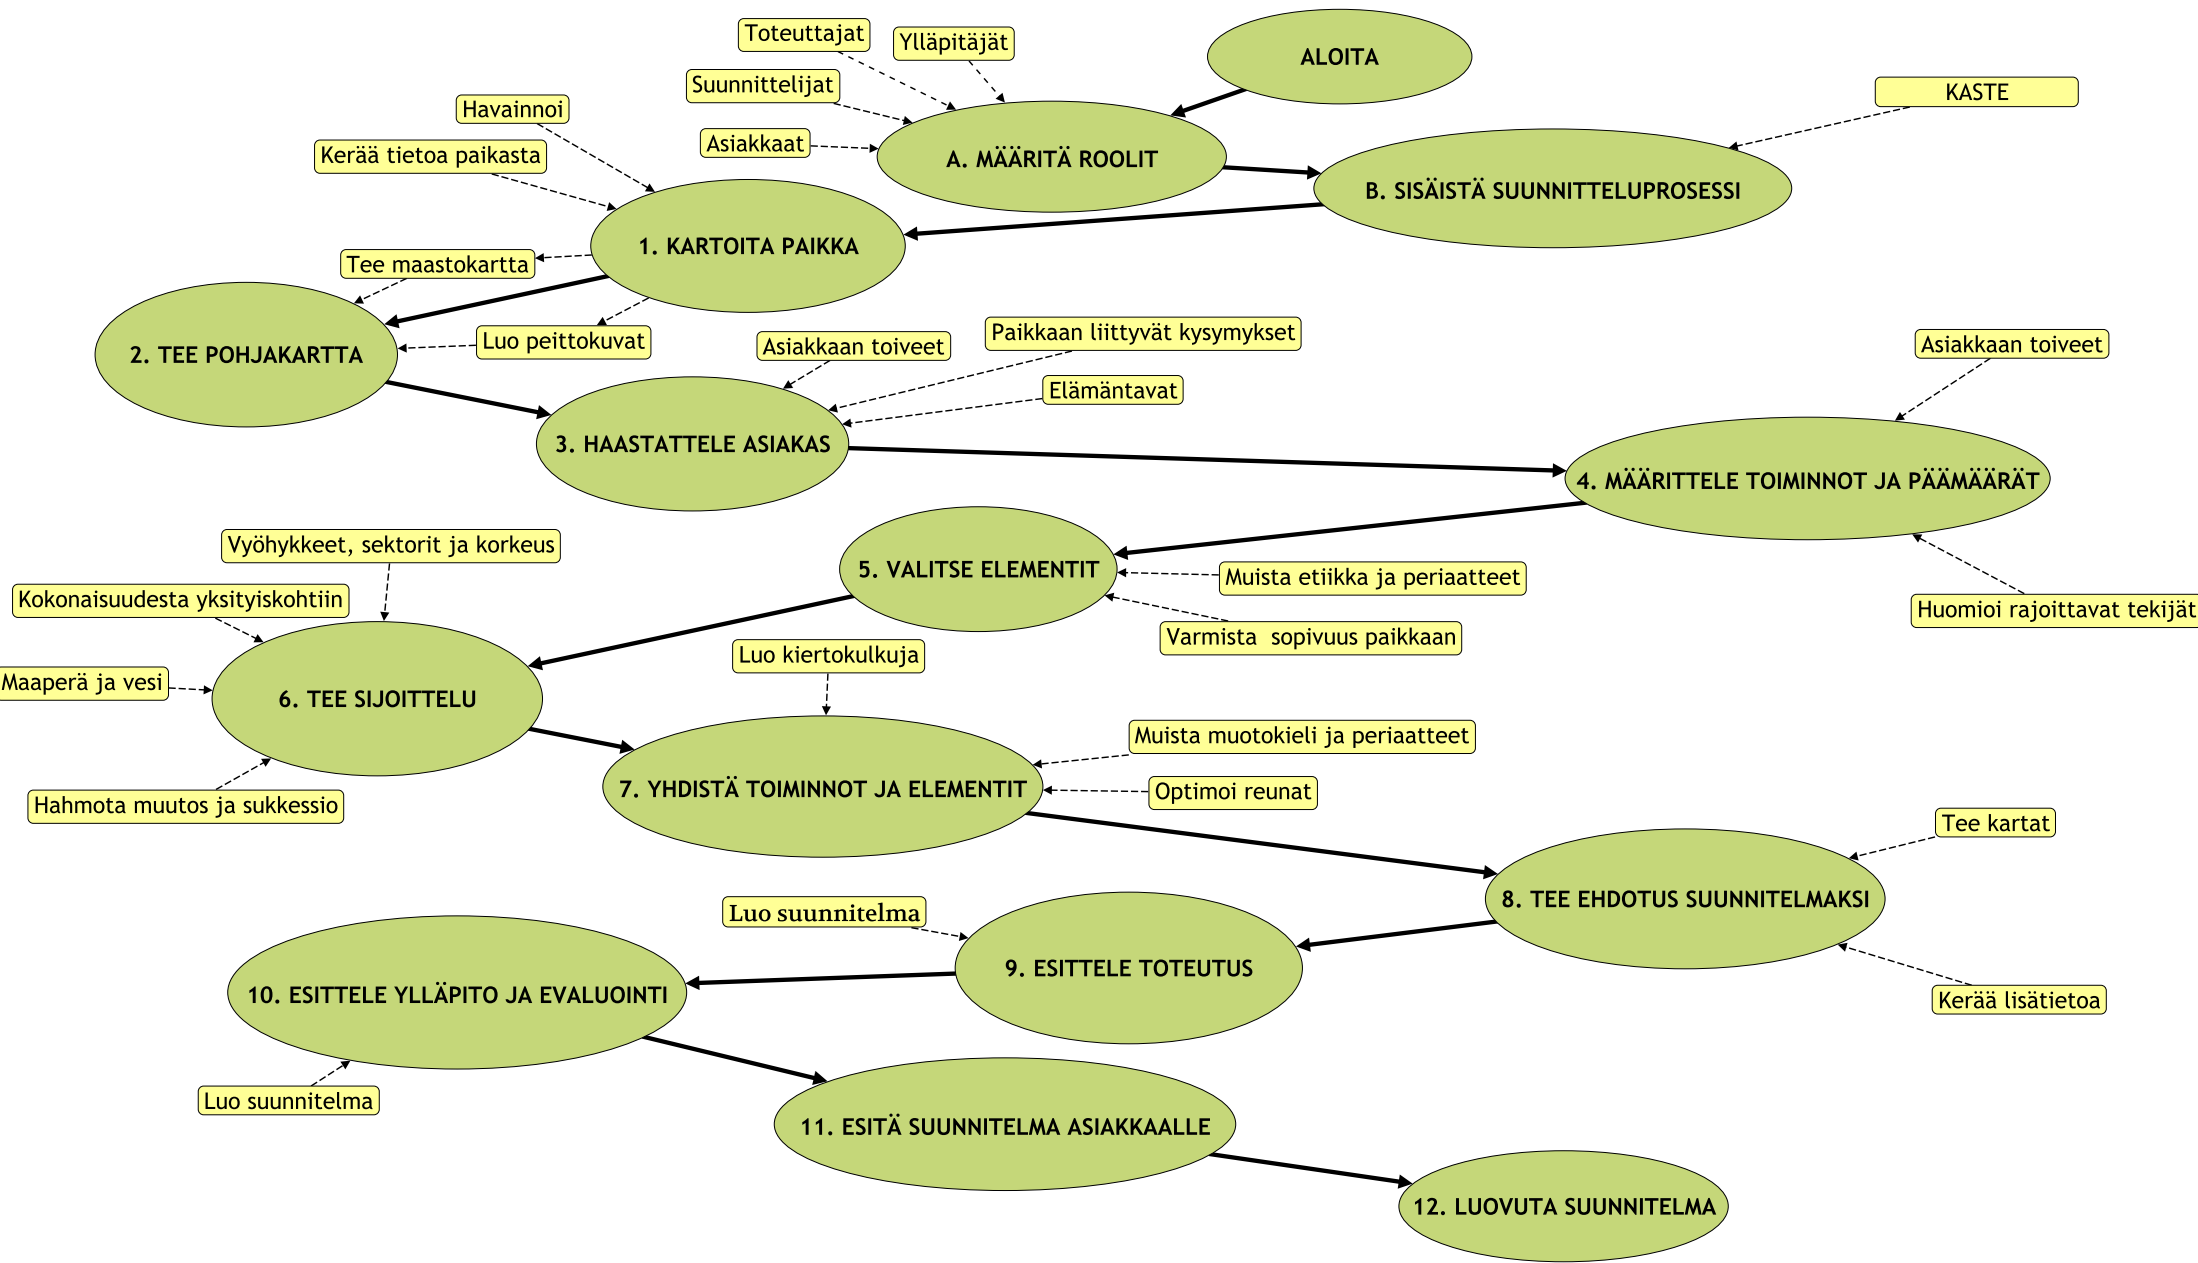 Toteuttajat
Ylläpitäjät
ALOITA
Suunnittelijat
KASTE
Havainnoi
Asiakkaat
A. MÄÄRITÄ ROOLIT
Kerää tietoa paikasta
B. SISÄISTÄ SUUNNITTELUPROSESSI
1. KARTOITA PAIKKA
Tee maastokartta
2. TEE POHJAKARTTA
Luo peittokuvat
Asiakkaan toiveet
Paikkaan liittyvät kysymykset
Elämäntavat
Asiakkaan toiveet
3. HAASTATTELE ASIAKAS
4. MÄÄRITTELE TOIMINNOT JA PÄÄMÄÄRÄT
Vyöhykkeet, sektorit ja korkeus
5. VALITSE ELEMENTIT
Muista etiikka ja periaatteet
Kokonaisuudesta yksityiskohtiin
Huomioi rajoittavat tekijät
Varmista  sopivuus paikkaan
Luo kiertokulkuja
Maaperä ja vesi
6. TEE SIJOITTELU
Muista muotokieli ja periaatteet
7. YHDISTÄ TOIMINNOT JA ELEMENTIT
Optimoi reunat
Hahmota muutos ja sukkessio
Tee kartat
8. TEE EHDOTUS SUUNNITELMAKSI
Luo suunnitelma
9. ESITTELE TOTEUTUS
10. ESITTELE YLLÄPITO JA EVALUOINTI
Kerää lisätietoa
Luo suunnitelma
11. ESITÄ SUUNNITELMA ASIAKKAALLE
12. LUOVUTA SUUNNITELMA